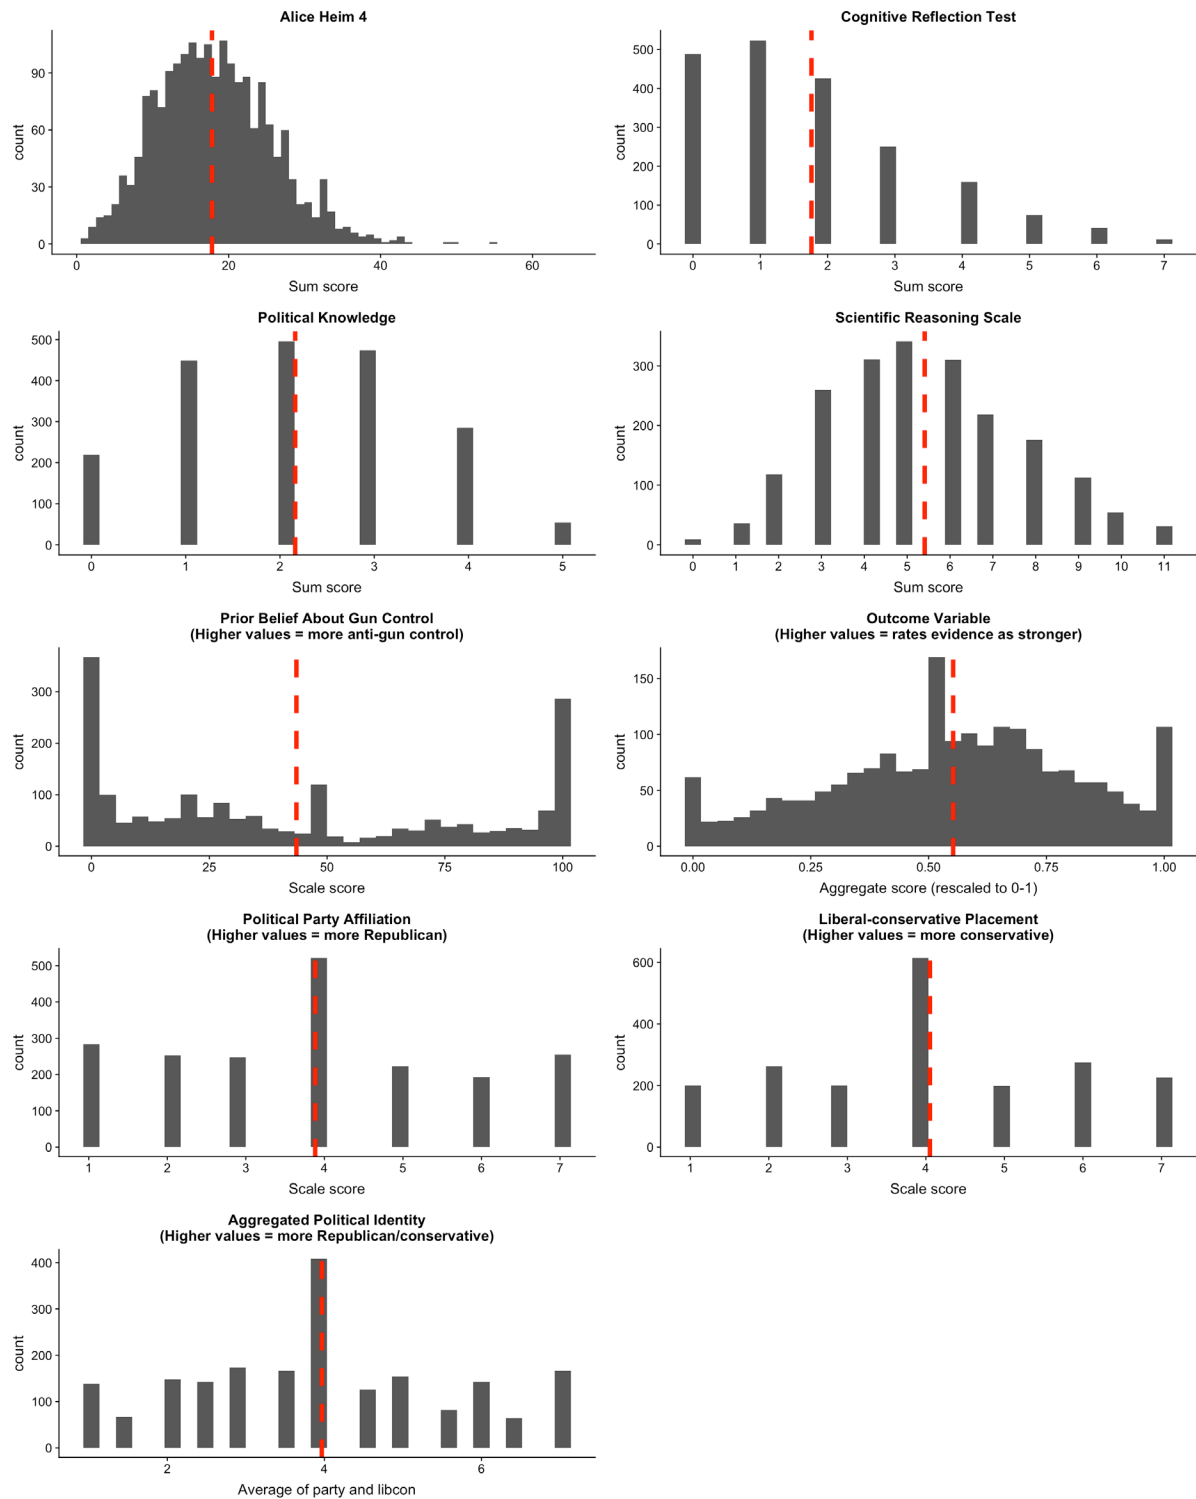 Alice Heim 4
count
90
60
30
0
0 20 40 60
Sum score
Cognitive Reflection Test
count
500
400
300
200
100
0
0 1 2 3 4 5 6 7
Sum score
Political Knowledge
count
500
400
300
200
100
0
0 1 2 3 4 5
Sum score
Scientific Reasoning Scale
count
300
200
100
0
0 1 2 3 4 5 6 7 8 9 10 11
Sum score
Prior Belief About Gun Control
(Higher values = more anti-gun control)
count
300
200
100
0
0 25 50 75 100
Scale score
Outcome Variable
(Higher values = rates evidence as stronger)
count
150
100
50
0
0.00 0.25 0.50 0.75 1.00
Aggregate score (rescaled to 0-1)
Political Party Affiliation
(Higher values = more Republican)
count
500
400
300
200
100
0
1 2 3 4 5 6 7
Scale score
Liberal-conservative Placement
(Higher values = more conservative)
count
600
400
200
0
1 2 3 4 5 6 7
Scale score
Aggregated Political Identity
(Higher values = more Republican/conservative)
count
400
300
200
100
0
2 4 6
Average of party and libcon